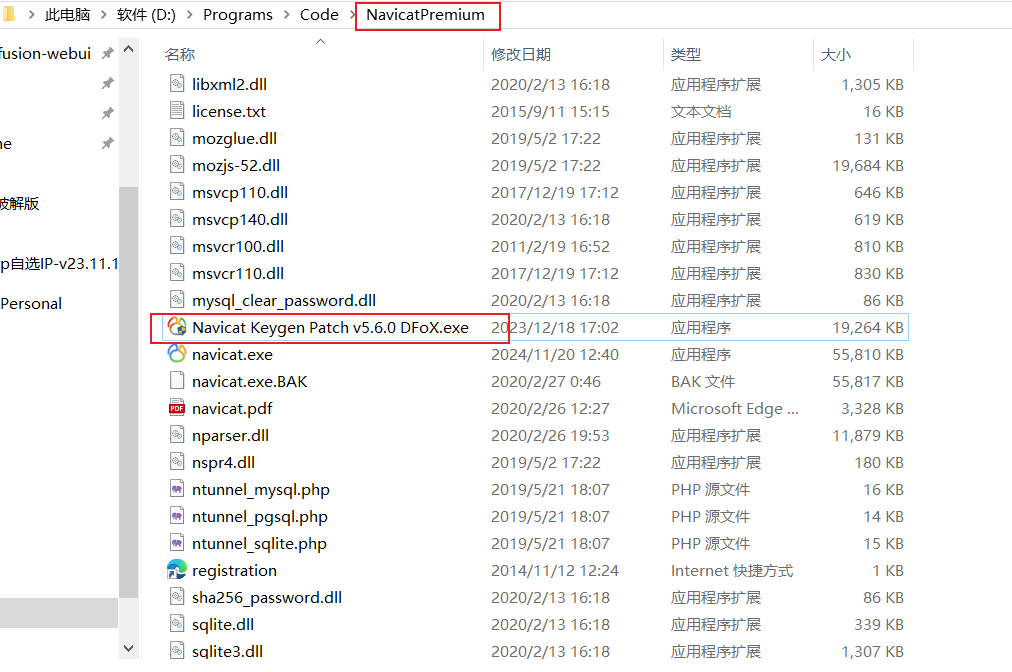 此电脑 > 软件 (D:) > Programs > Code > NavicatPremium
fusion-webui
ne
破解版
p自选IP-v23.11.1
Personal
名称 修改日期 类型 大小
libxml2.dll 2020/2/13 16:18 应用程序扩展 1,305 KB
license.txt 2015/9/11 15:15 文本文档 16 KB
mozglue.dll 2019/5/2 17:22 应用程序扩展 131 KB
mozjs-52.dll 2019/5/2 17:22 应用程序扩展 19,684 KB
msvcp110.dll 2017/12/19 17:12 应用程序扩展 646 KB
msvcp140.dll 2020/2/13 16:18 应用程序扩展 619 KB
msvcr100.dll 2011/2/19 16:52 应用程序扩展 810 KB
msvcr110.dll 2017/12/19 17:12 应用程序扩展 830 KB
mysql_clear_password.dll 2020/2/13 16:18 应用程序扩展 86 KB
Navicat Keygen Patch v5.6.0 DFoX.exe 2023/12/18 17:02 应用程序 19,264 KB
navicat.exe 2024/11/20 12:40 应用程序 55,810 KB
navicat.exe.BAK 2020/2/27 0:46 BAK 文件 55,817 KB
navicat.pdf 2020/2/26 12:27 Microsoft Edge ... 3,328 KB
nparser.dll 2020/2/26 19:53 应用程序扩展 11,879 KB
nspr4.dll 2019/5/2 17:22 应用程序扩展 180 KB
ntunnel_mysql.php 2019/5/21 18:07 PHP 源文件 16 KB
ntunnel_pgsql.php 2019/5/21 18:07 PHP 源文件 14 KB
ntunnel_sqlite.php 2019/5/21 18:07 PHP 源文件 15 KB
registration 2014/11/12 12:24 Internet 快捷方式 1 KB
sha256_password.dll 2020/2/13 16:18 应用程序扩展 86 KB
sqlite.dll 2020/2/13 16:18 应用程序扩展 339 KB
sqlite3.dll 2020/2/13 16:18 应用程序扩展 1,307 KB